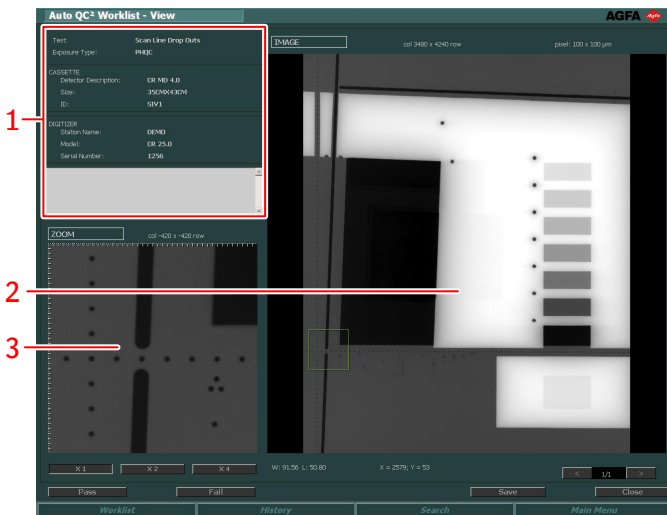 Auto QC² Worklist - View
AGFA
Agfa
Test: Scan Line Drop Outs
Exposure Type: PHQC
CASSETTE
Detector Description: CR MD 4.0
Size: 35CMX43CM
ID: SIV1
DIGITIZER
Station Name: DEMO
Model: CR 25.0
Serial Number: 1256
IMAGE
col 3480 x 4240 row
pixel: 100 x 100 µm
ZOOM
col -420 x -420 row
1
2
3
X 1 X 2 X 4
W: 91.56 L: 50.80
X = 2579; Y = 53
< 1/1 >
Pass Fail Save Close
Worklist History Search Main Menu